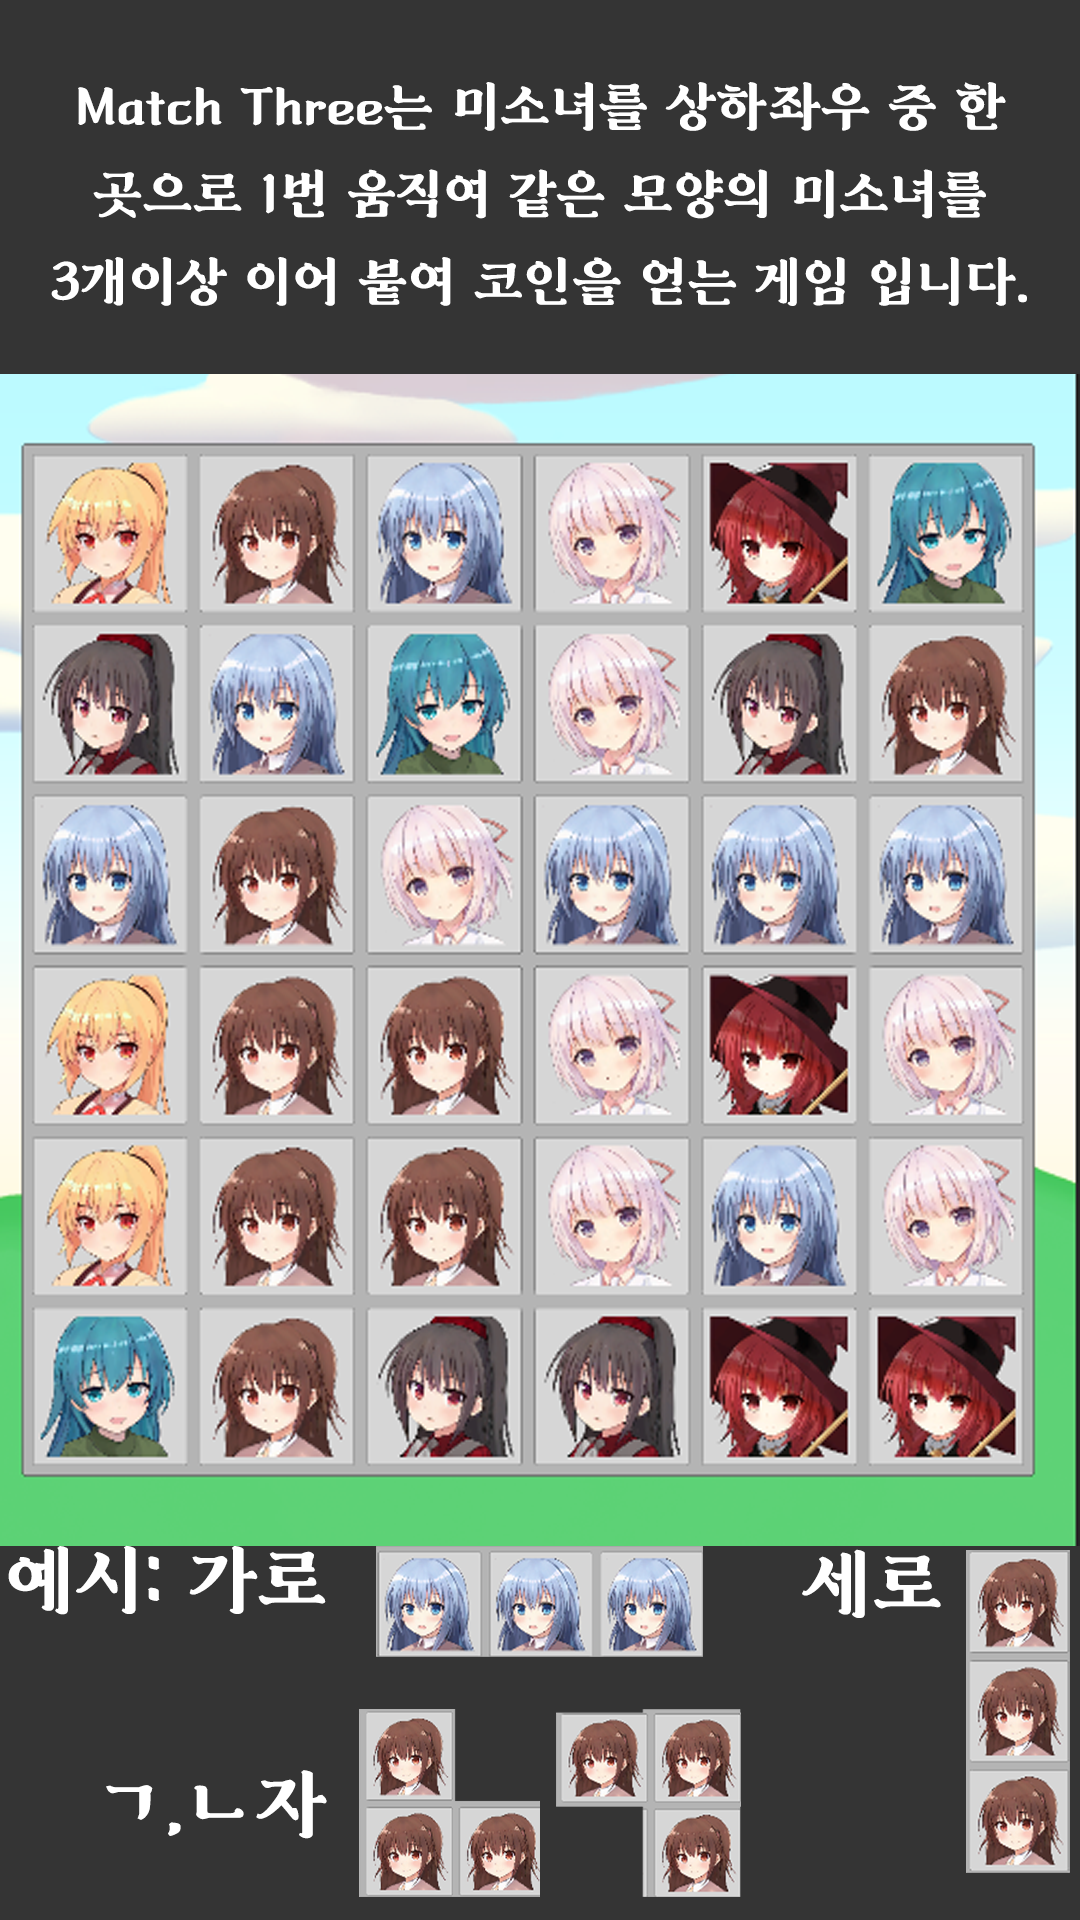 Match Three는 미소녀를 상하좌우 중 한
곳으로 1번 움직여 같은 모양의 미소녀를
3개이상 이어 붙여 코인을 얻는 게임 입니다.
예시: 가로
세로
ㄱ,ㄴ자